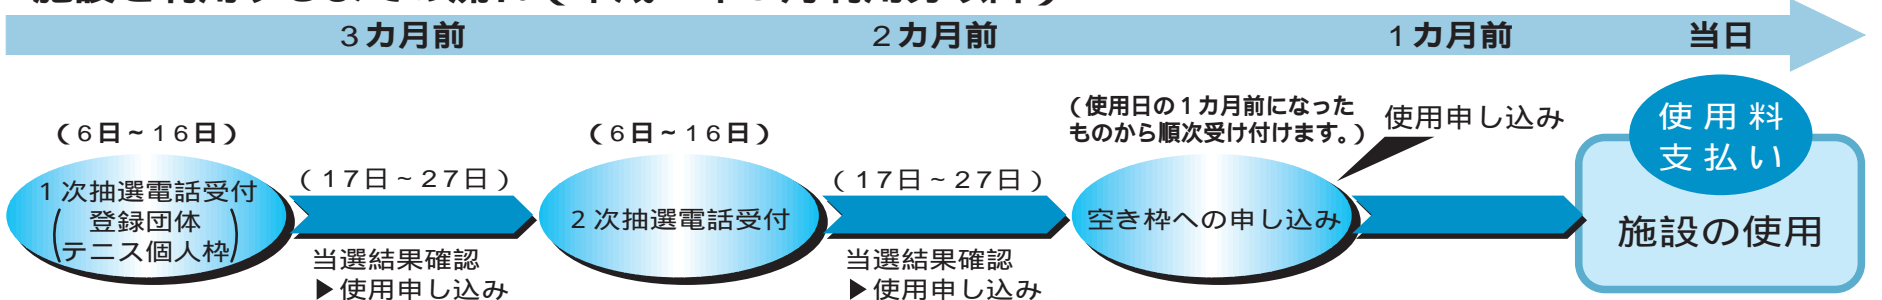 3カ月前
2カ月前
1カ月前
当日
(6日~16日)
1次抽選電話受付
(登録団体
テニス個人枠)
(17日~27日)
当選結果確認
▶使用申し込み
(6日~16日)
2次抽選電話受付
(17日~27日)
当選結果確認
▶使用申し込み
(使用日の1カ月前になった
ものから順次受け付けます。)
空き枠への申し込み
使用申し込み
使用料
支払い
施設の使用